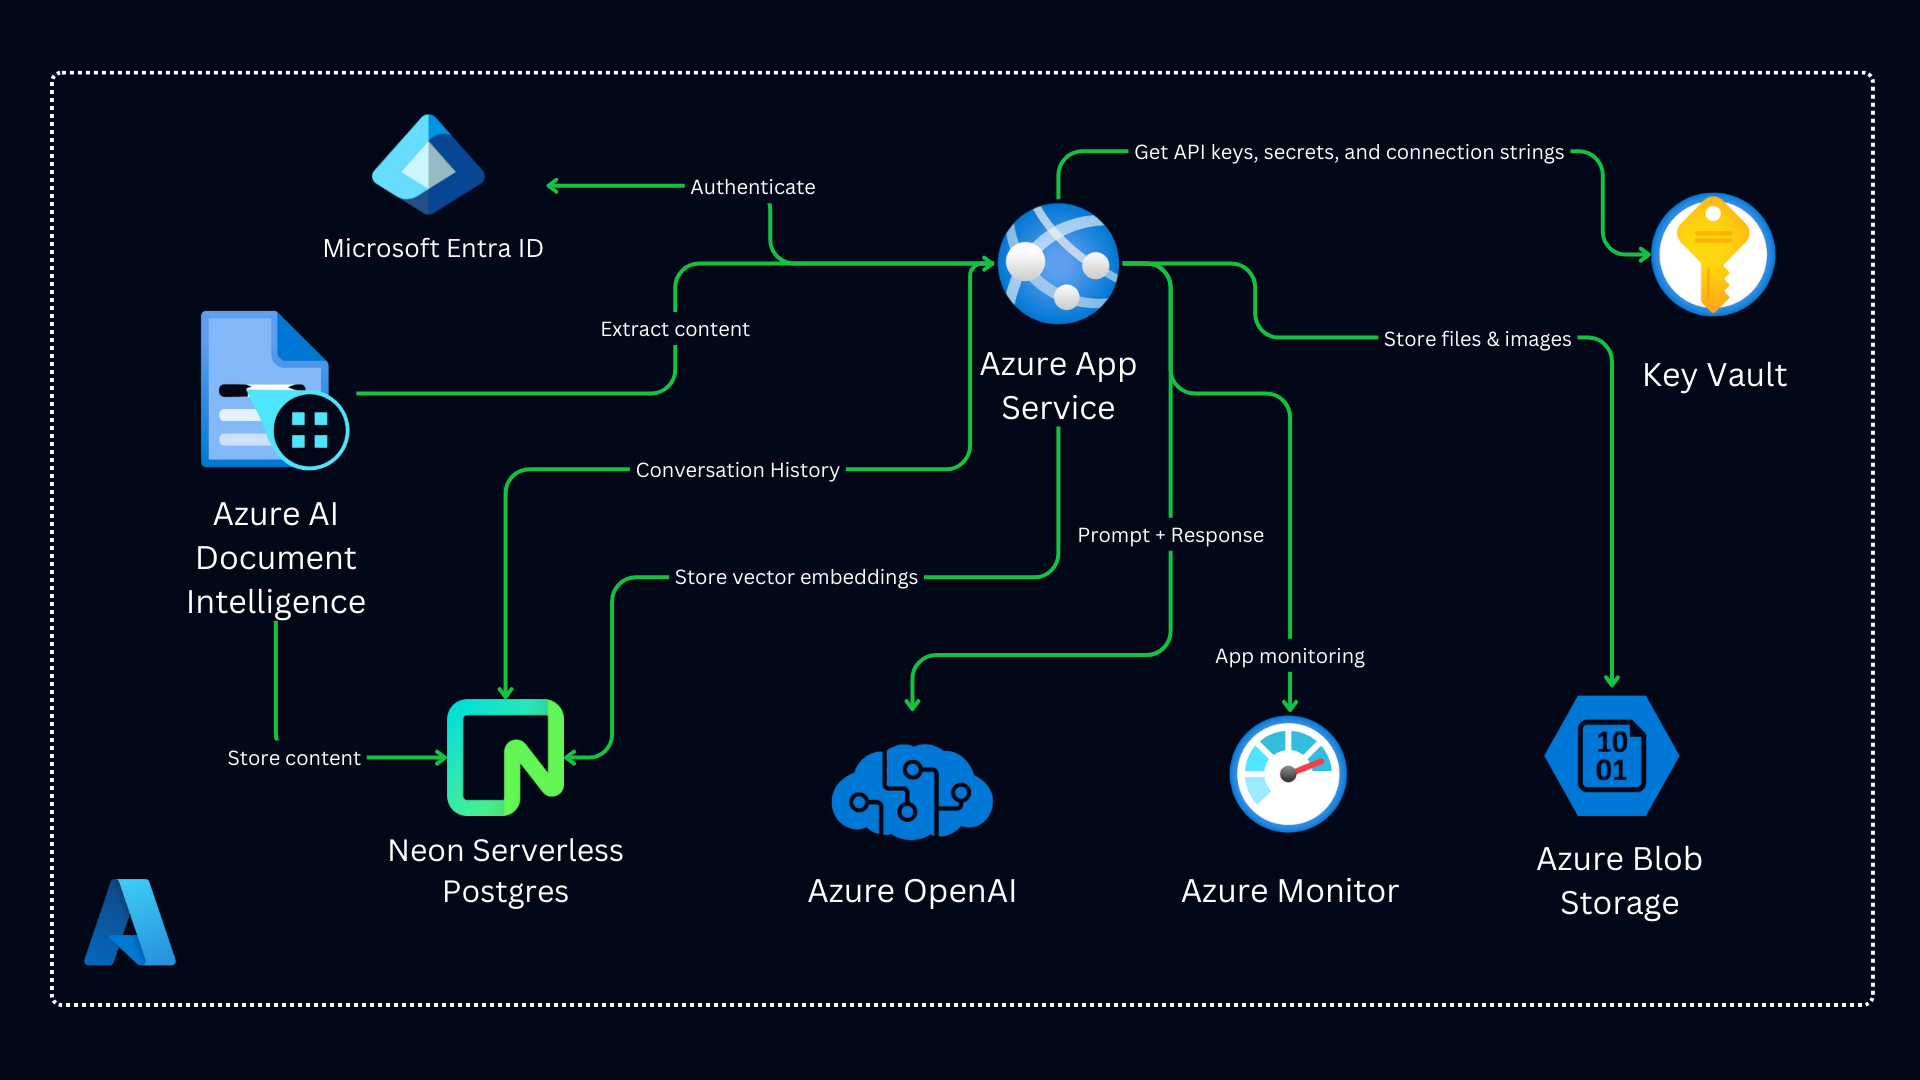 Get API keys, secrets, and connection strings
Authenticate
Microsoft Entra ID
Extract content
Store files & images
Azure App
Service
Key Vault
Conversation History
Azure AI
Document
Intelligence
Prompt + Response
Store vector embeddings
App monitoring
Store content
10
01
Neon Serverless
Postgres
Azure OpenAI
Azure Monitor
Azure Blob
Storage